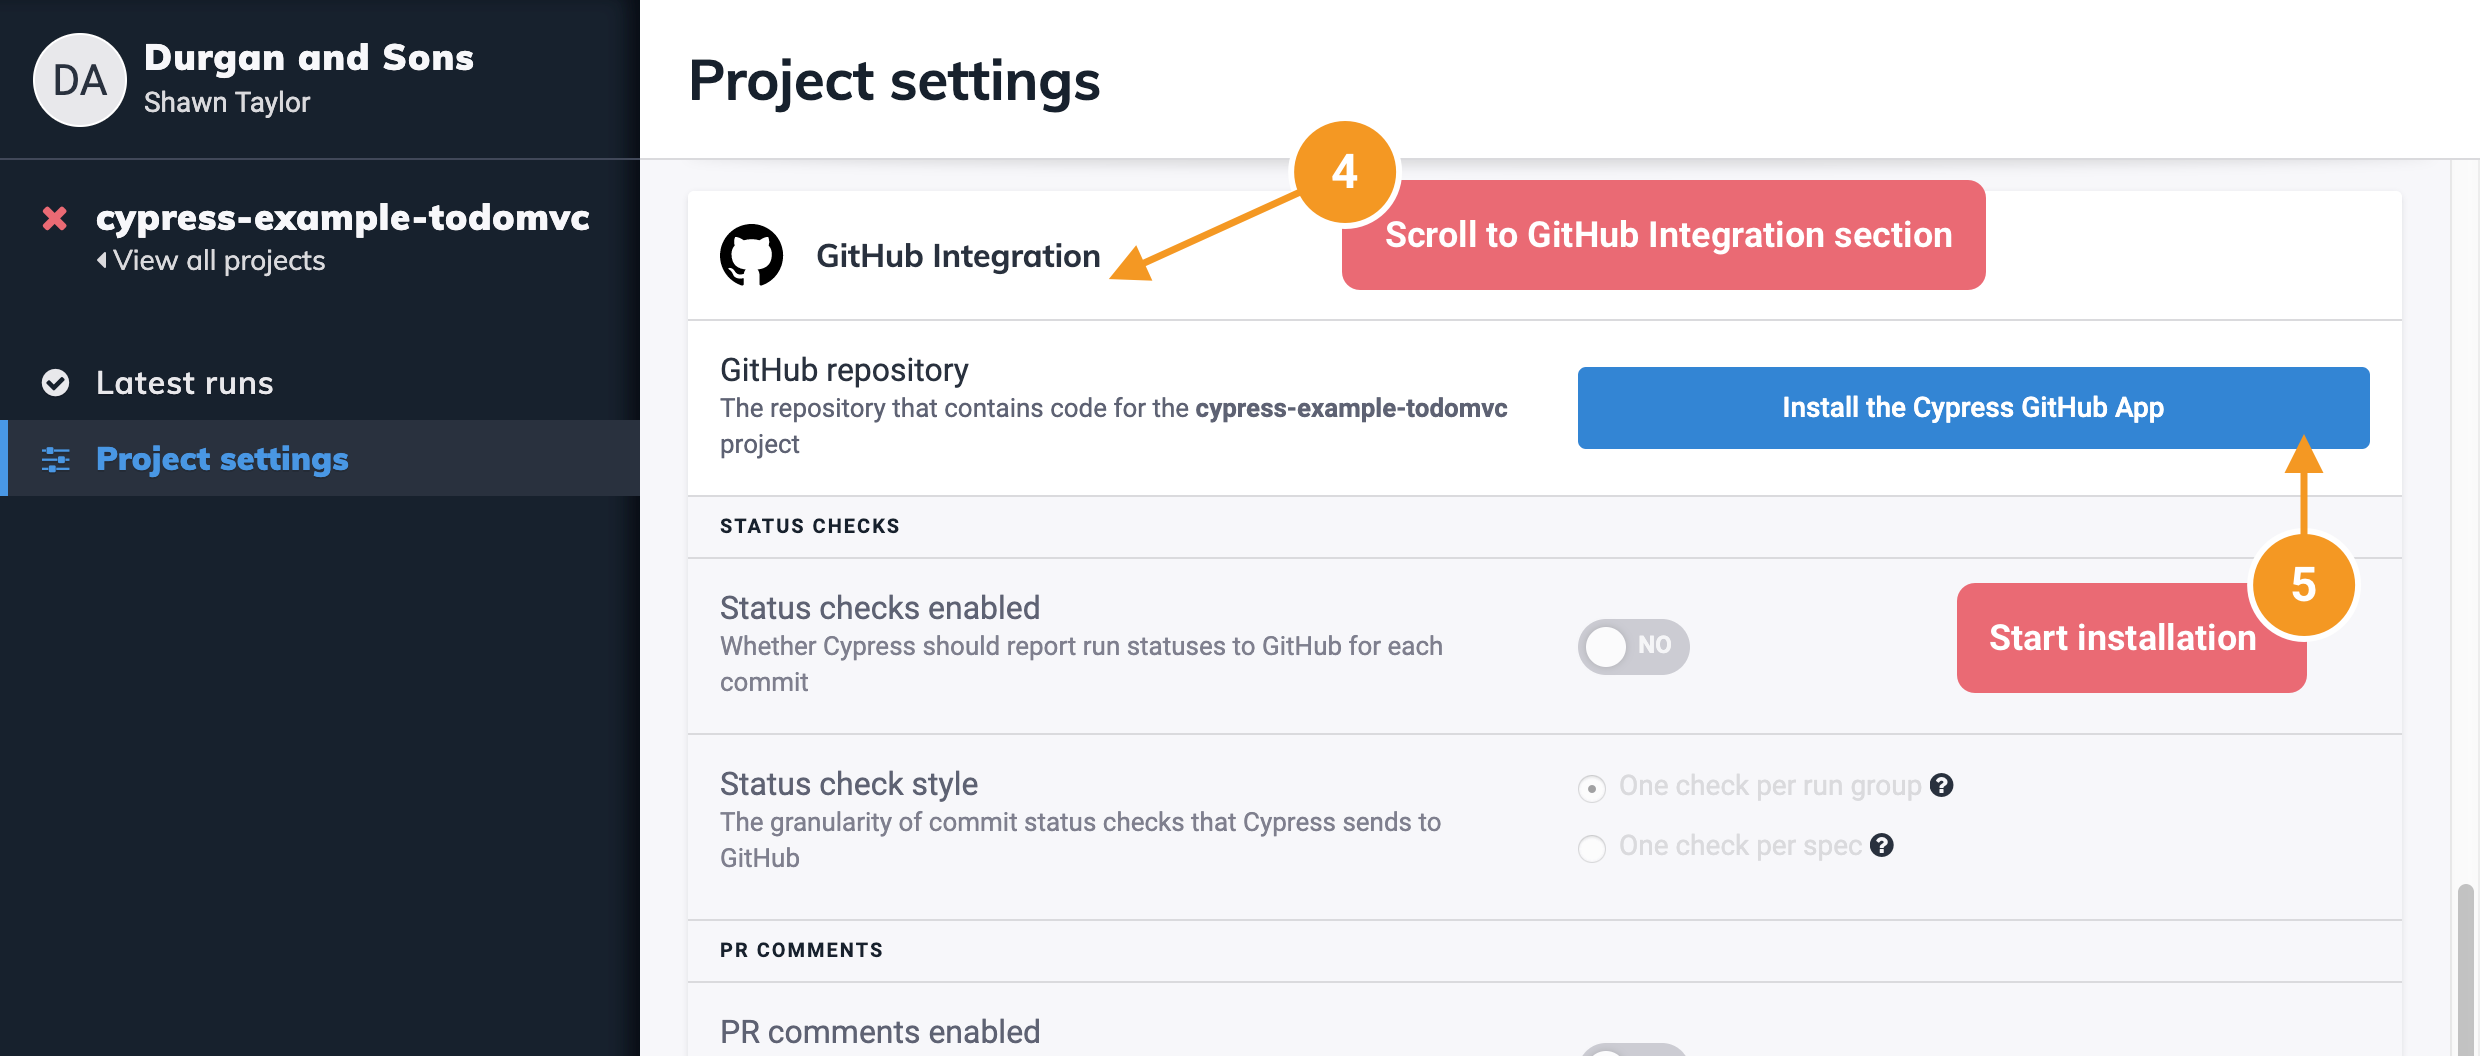 DA
Durgan and Sons
Shawn Taylor
cypress-example-todomvc
View all projects
Latest runs
Project settings
Project settings
4
Scroll to GitHub Integration section
GitHub Integration
GitHub repository
The repository that contains code for the cypress-example-todomvc
project
Install the Cypress GitHub App
STATUS CHECKS
5
Start installation
Status checks enabled
Whether Cypress should report run statuses to GitHub for each
commit
NO
Status check style
The granularity of commit status checks that Cypress sends to
GitHub
One check per run group ?
One check per spec ?
PR COMMENTS
PR comments enabled